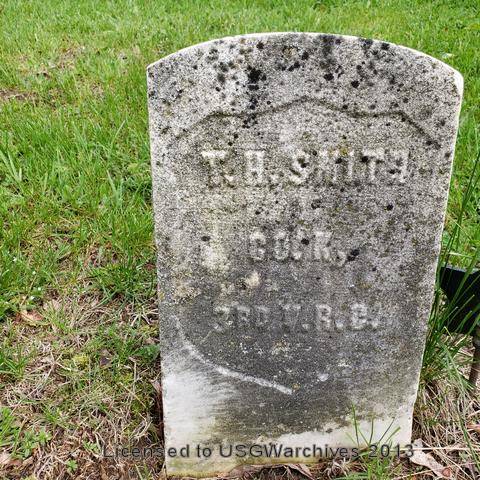 T.H. SMITH
CO. K,
3RD V.R.C.
Licensed to USGWarchives 2013